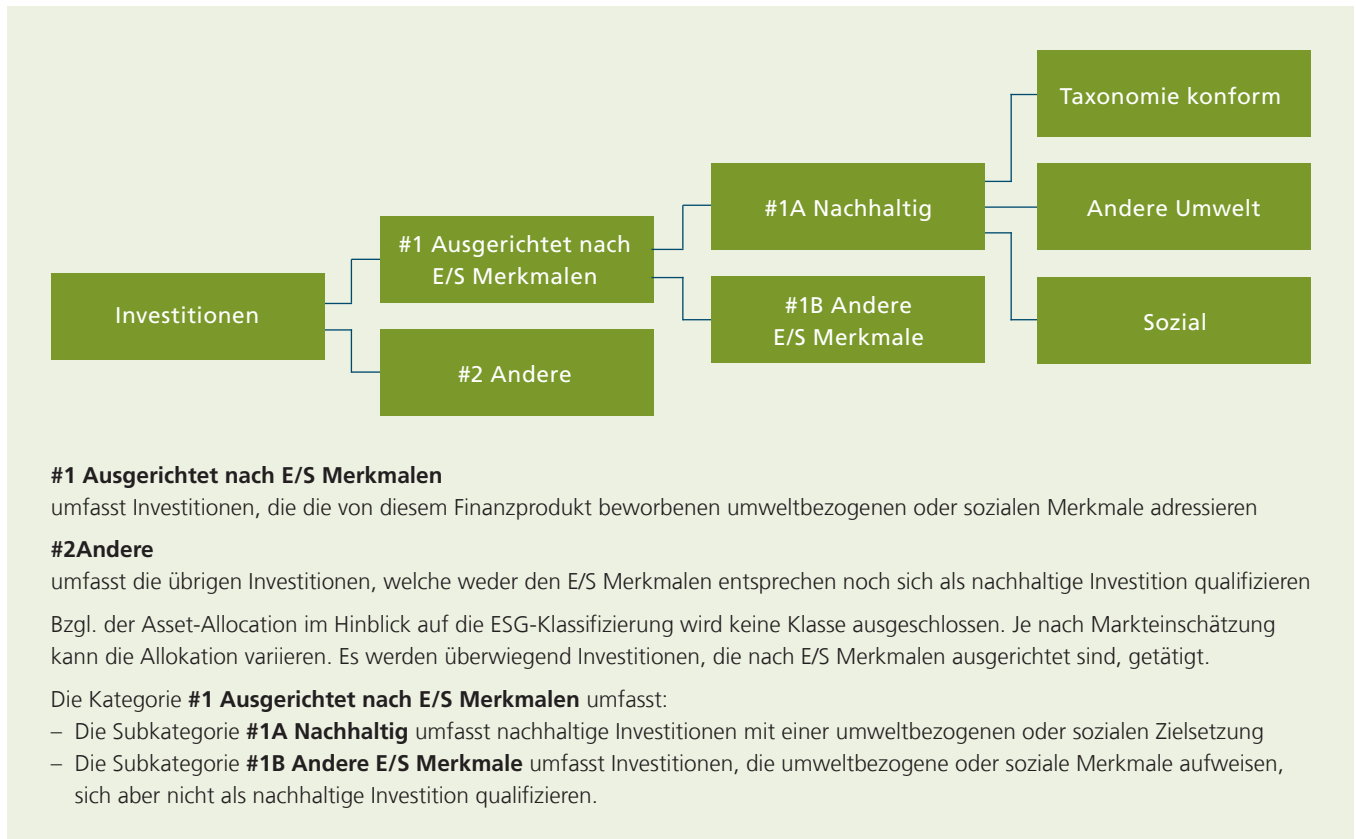 Taxonomie konform
#1A Nachhaltig
Andere Umwelt
#1 Ausgerichtet nach
E/S Merkmalen
Investitionen
#1B Andere
E/S Merkmale
Sozial
#2 Andere
#1 Ausgerichtet nach E/S Merkmalen
umfasst Investitionen, die die von diesem Finanzprodukt beworbenen umweltbezogenen oder sozialen Merkmale adressieren
#2Andere
umfasst die übrigen Investitionen, welche weder den E/S Merkmalen entsprechen noch sich als nachhaltige Investition qualifizieren
Bzgl. der Asset-Allocation im Hinblick auf die ESG-Klassifizierung wird keine Klasse ausgeschlossen. Je nach Markteinschätzung
kann die Allokation variieren. Es werden überwiegend Investitionen, die nach E/S Merkmalen ausgerichtet sind, getätigt.
Die Kategorie #1 Ausgerichtet nach E/S Merkmalen umfasst:
– Die Subkategorie #1A Nachhaltig umfasst nachhaltige Investitionen mit einer umweltbezogenen oder sozialen Zielsetzung
– Die Subkategorie #1B Andere E/S Merkmale umfasst Investitionen, die umweltbezogene oder soziale Merkmale aufweisen,
sich aber nicht als nachhaltige Investition qualifizieren.